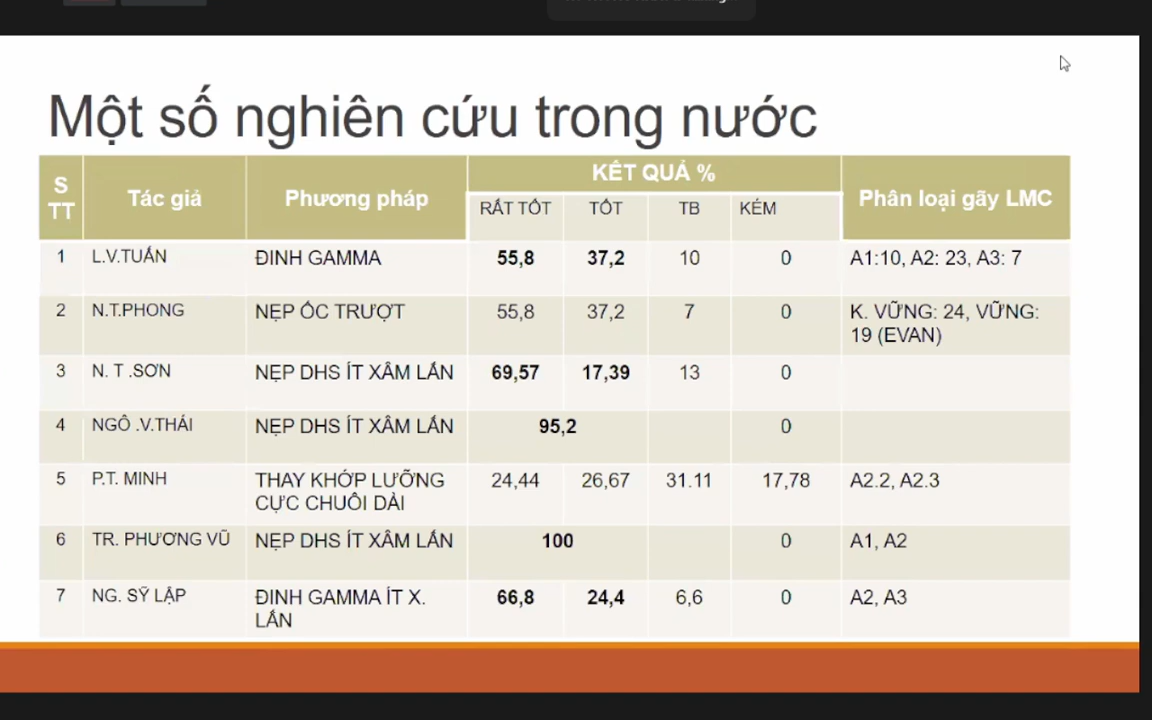 Một số nghiên cứu trong nước
S
TT
Tác giả
Phương pháp
KẾT QUẢ %
Phân loại gãy LMC
RẤT TỐT
TỐT
TB
KÉM
1 L.V.TUẤN ĐINH GAMMA 55,8 37,2 10 0 A1:10, A2: 23, A3: 7
2 N.T.PHONG NẸP ỐC TRƯỢT 55,8 37,2 7 0 K. VỮNG: 24, VỮNG:
19 (EVAN)
3 N. T .SƠN NẸP DHS ÍT XÂM LẤN 69,57 17,39 13 0
4 NGÔ .V.THÁI NẸP DHS ÍT XÂM LẤN 95,2 0
5 P.T. MINH THAY KHỚP LƯỠNG 24,44 26,67 31.11 17,78 A2.2, A2.3
CỰC CHUÔI DÀI
6 TR. PHƯƠNG VŨ NẸP DHS ÍT XÂM LẤN 100 0 A1, A2
7 NG. SỸ LẬP ĐINH GAMMA ÍT X. 66,8 24,4 6,6 0 A2, A3
LẤN